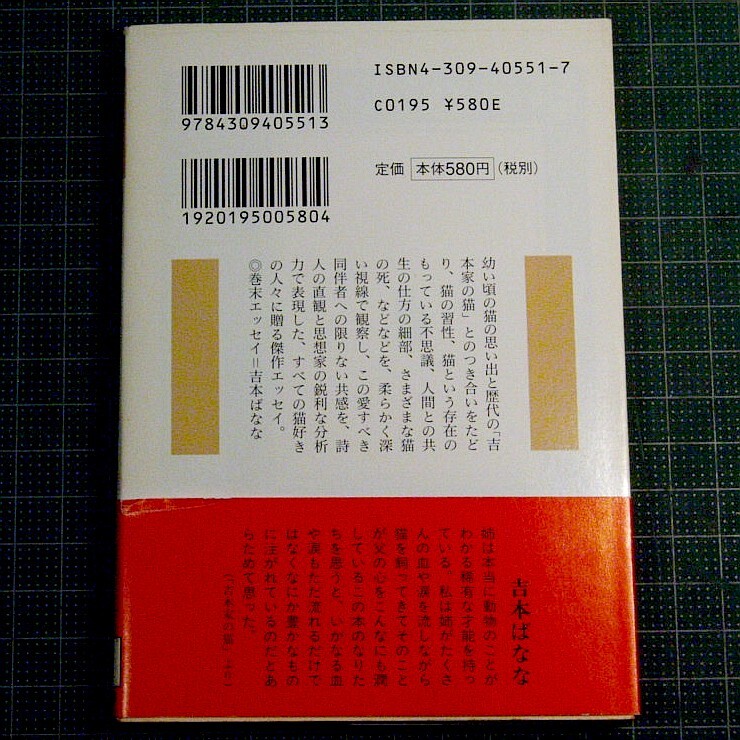 ISBN4-309-40551-7
9784309405513
C0195 ¥580E
定価 本体580円(税別)
1920195005804
幼い頃の猫の思い出と歴代の「吉
本家の猫」とのつき合いをたど
り、猫の習性、猫という存在の
もっている不思議、人間との共
生の仕方の細部、さまざまな猫
の死、などなどを、柔らかく深
い視線で観察し、この愛すべき
同伴者への限りない共感を、詩
人の直観と思想家の鋭利な分析
力で表現した、すべての猫好き
の人々に贈る傑作エッセイ。
◎巻末エッセイ=吉本ばなな
吉本ばなな
姉は本当に動物のことが
わかる稀有な才能を持っ
ている。私は姉がたくさ
んの血や涙を流しながら
猫を飼ってきてそのこと
が父の心をこんなにも潤
しているこの本のなりた
ちを思うと、いかなる血
や涙もただ流れるだけで
はなくなにか豊かなもの
に注がれているのだとあ
らためて思った。
(「吉本家の猫」より)